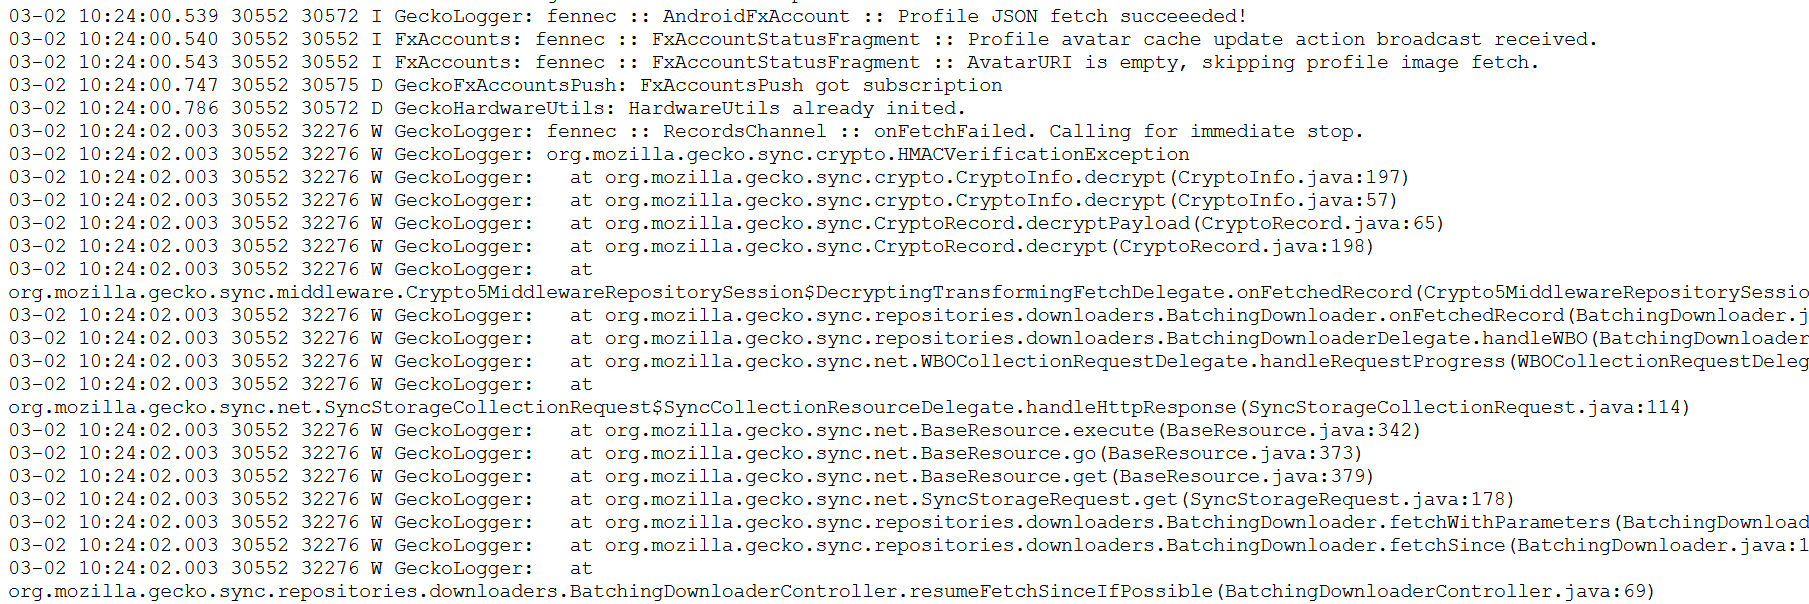 03-02 10:24:00.539 30552 30572 I GeckoLogger: fennec :: AndroidFxAccount :: Profile JSON fetch succeeeded!
03-02 10:24:00.540 30552 30552 I FxAccounts: fennec :: FxAccountStatusFragment :: Profile avatar cache update action broadcast received.
03-02 10:24:00.543 30552 30552 I FxAccounts: fennec :: FxAccountStatusFragment :: AvatarURI is empty, skipping profile image fetch.
03-02 10:24:00.747 30552 30575 D GeckoFxAccountsPush: FxAccountsPush got subscription
03-02 10:24:00.786 30552 30572 D GeckoHardwareUtils: HardwareUtils already inited.
03-02 10:24:02.003 30552 32276 W GeckoLogger: fennec :: RecordsChannel :: onFetchFailed. Calling for immediate stop.
03-02 10:24:02.003 30552 32276 W GeckoLogger: org.mozilla.gecko.sync.crypto.HMACVerificationException
03-02 10:24:02.003 30552 32276 W GeckoLogger:   at org.mozilla.gecko.sync.crypto.CryptoInfo.decrypt(CryptoInfo.java:197)
03-02 10:24:02.003 30552 32276 W GeckoLogger:   at org.mozilla.gecko.sync.crypto.CryptoInfo.decrypt(CryptoInfo.java:57)
03-02 10:24:02.003 30552 32276 W GeckoLogger:   at org.mozilla.gecko.sync.CryptoRecord.decryptPayload(CryptoRecord.java:65)
03-02 10:24:02.003 30552 32276 W GeckoLogger:   at org.mozilla.gecko.sync.CryptoRecord.decrypt(CryptoRecord.java:198)
03-02 10:24:02.003 30552 32276 W GeckoLogger:   at
org.mozilla.gecko.sync.middleware.Crypto5MiddlewareRepositorySession$DecryptingTransformingFetchDelegate.onFetchedRecord(Crypto5MiddlewareRepositorySessio
03-02 10:24:02.003 30552 32276 W GeckoLogger:   at org.mozilla.gecko.sync.repositories.downloaders.BatchingDownloader.onFetchedRecord(BatchingDownloader.j
03-02 10:24:02.003 30552 32276 W GeckoLogger:   at org.mozilla.gecko.sync.repositories.downloaders.BatchingDownloaderDelegate.handleWBO(BatchingDownloader
03-02 10:24:02.003 30552 32276 W GeckoLogger:   at org.mozilla.gecko.sync.net.WBOCollectionRequestDelegate.handleRequestProgress(WBOCollectionRequestDeleg
03-02 10:24:02.003 30552 32276 W GeckoLogger:   at
org.mozilla.gecko.sync.net.SyncStorageCollectionRequest$SyncCollectionResourceDelegate.handleHttpResponse(SyncStorageCollectionRequest.java:114)
03-02 10:24:02.003 30552 32276 W GeckoLogger:   at org.mozilla.gecko.sync.net.BaseResource.execute(BaseResource.java:342)
03-02 10:24:02.003 30552 32276 W GeckoLogger:   at org.mozilla.gecko.sync.net.BaseResource.go(BaseResource.java:373)
03-02 10:24:02.003 30552 32276 W GeckoLogger:   at org.mozilla.gecko.sync.net.BaseResource.get(BaseResource.java:379)
03-02 10:24:02.003 30552 32276 W GeckoLogger:   at org.mozilla.gecko.sync.net.SyncStorageRequest.get(SyncStorageRequest.java:178)
03-02 10:24:02.003 30552 32276 W GeckoLogger:   at org.mozilla.gecko.sync.repositories.downloaders.BatchingDownloader.fetchWithParameters(BatchingDownload
03-02 10:24:02.003 30552 32276 W GeckoLogger:   at org.mozilla.gecko.sync.repositories.downloaders.BatchingDownloader.fetchSince(BatchingDownloader.java:1
03-02 10:24:02.003 30552 32276 W GeckoLogger:   at
org.mozilla.gecko.sync.repositories.downloaders.BatchingDownloaderController.resumeFetchSinceIfPossible(BatchingDownloaderController.java:69)